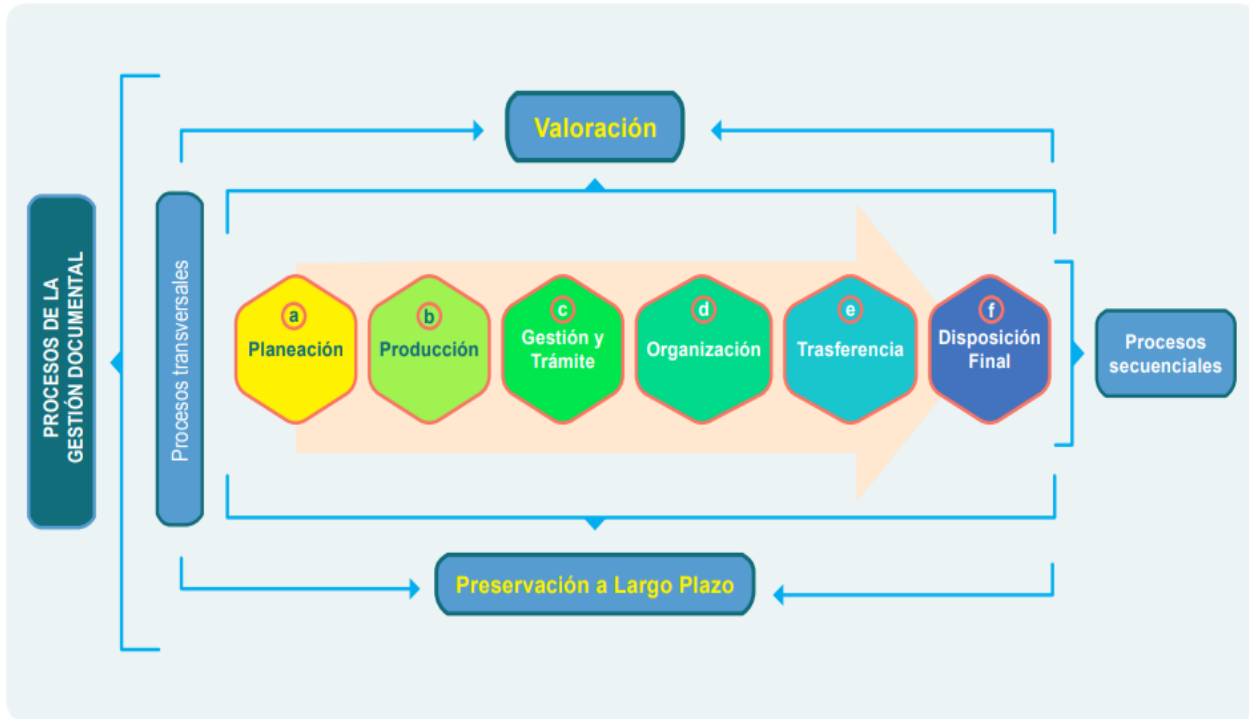 PROCESOS DE LA
GESTIÓN DOCUMENTAL
Procesos transversales
Valoración
a
Planeación
b
Producción
c
Gestión y
Trámite
d
Organización
e
Trasferencia
f
Disposición
Final
Procesos
secuenciales
Preservación a Largo Plazo